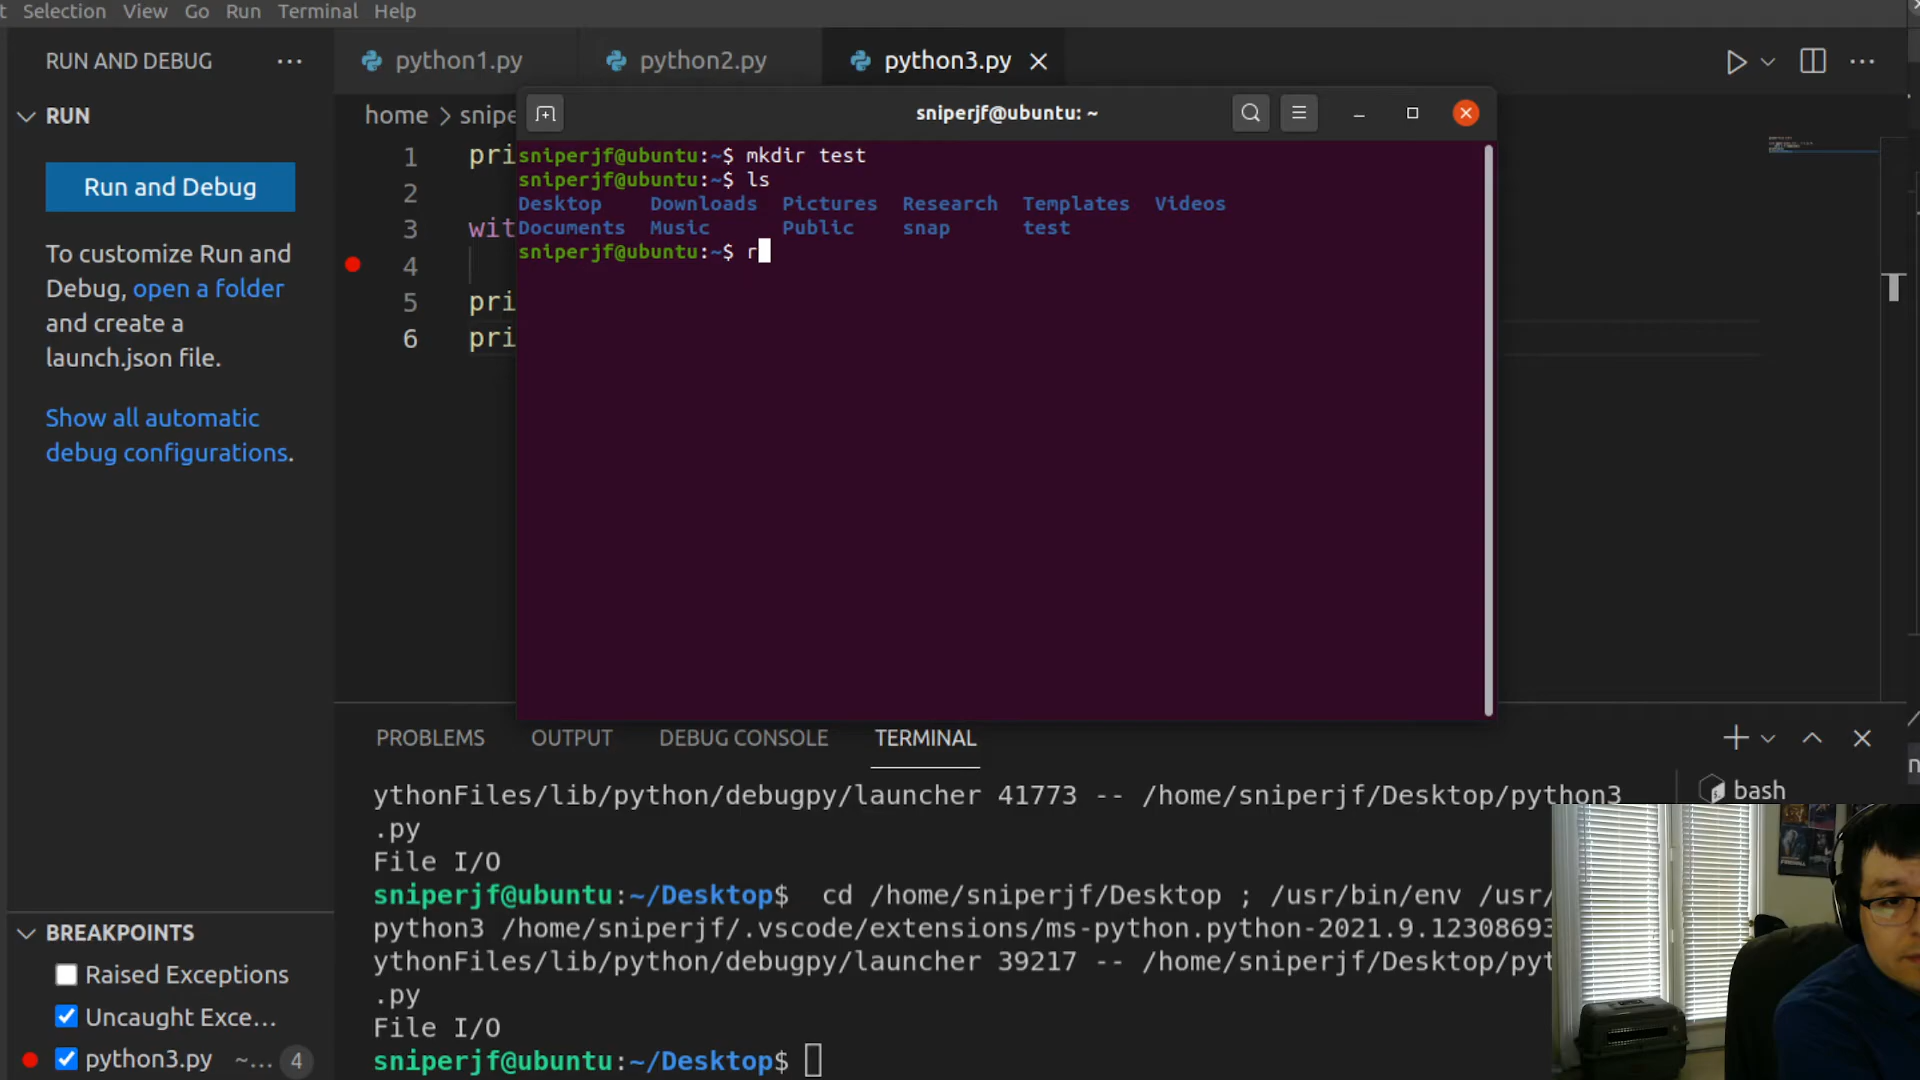 Selection View Go Run Terminal Help
RUN AND DEBUG ...
python1.py python2.py python3.py
RUN
Run and Debug
To customize Run and
Debug, open a folder
and create a
launch.json file.
Show all automatic
debug configurations.
home > snipe
1 pri
2
3 wit
4
5 pri
6 pri
sniperjf@ubuntu: ~
sniperjf@ubuntu:~$ mkdir test
sniperjf@ubuntu:~$ ls
Desktop Downloads Pictures Research Templates Videos
Documents Music Public snap test
sniperjf@ubuntu:~$ r
PROBLEMS OUTPUT DEBUG CONSOLE TERMINAL
bash
ythonFiles/lib/python/debugpy/launcher 41773 -- /home/sniperjf/Desktop/python3
.py
File I/O
sniperjf@ubuntu:~/Desktop$ cd /home/sniperjf/Desktop ; /usr/bin/env /usr/
python3 /home/sniperjf/.vscode/extensions/ms-python.python-2021.9.12308693
ythonFiles/lib/python/debugpy/launcher 39217 -- /home/sniperjf/Desktop/pyt
.py
File I/O
sniperjf@ubuntu:~/Desktop$
BREAKPOINTS
Raised Exceptions
Uncaught Exce...
python3.py ~... 4